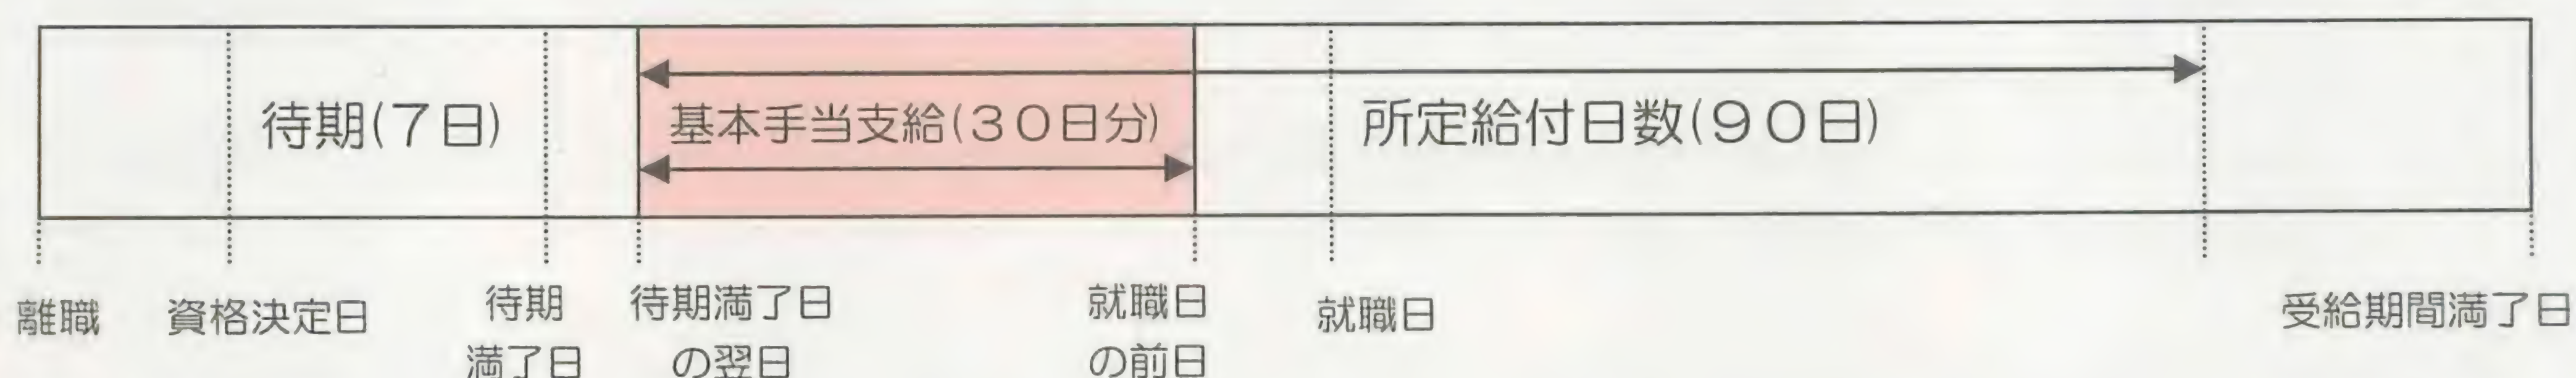 待期(７日)
基本手当支給(３０日分)
所定給付日数(９０日)
離職
資格決定日
待期
満了日
待期満了日
の翌日
就職日
の前日
就職日
受給期間満了日